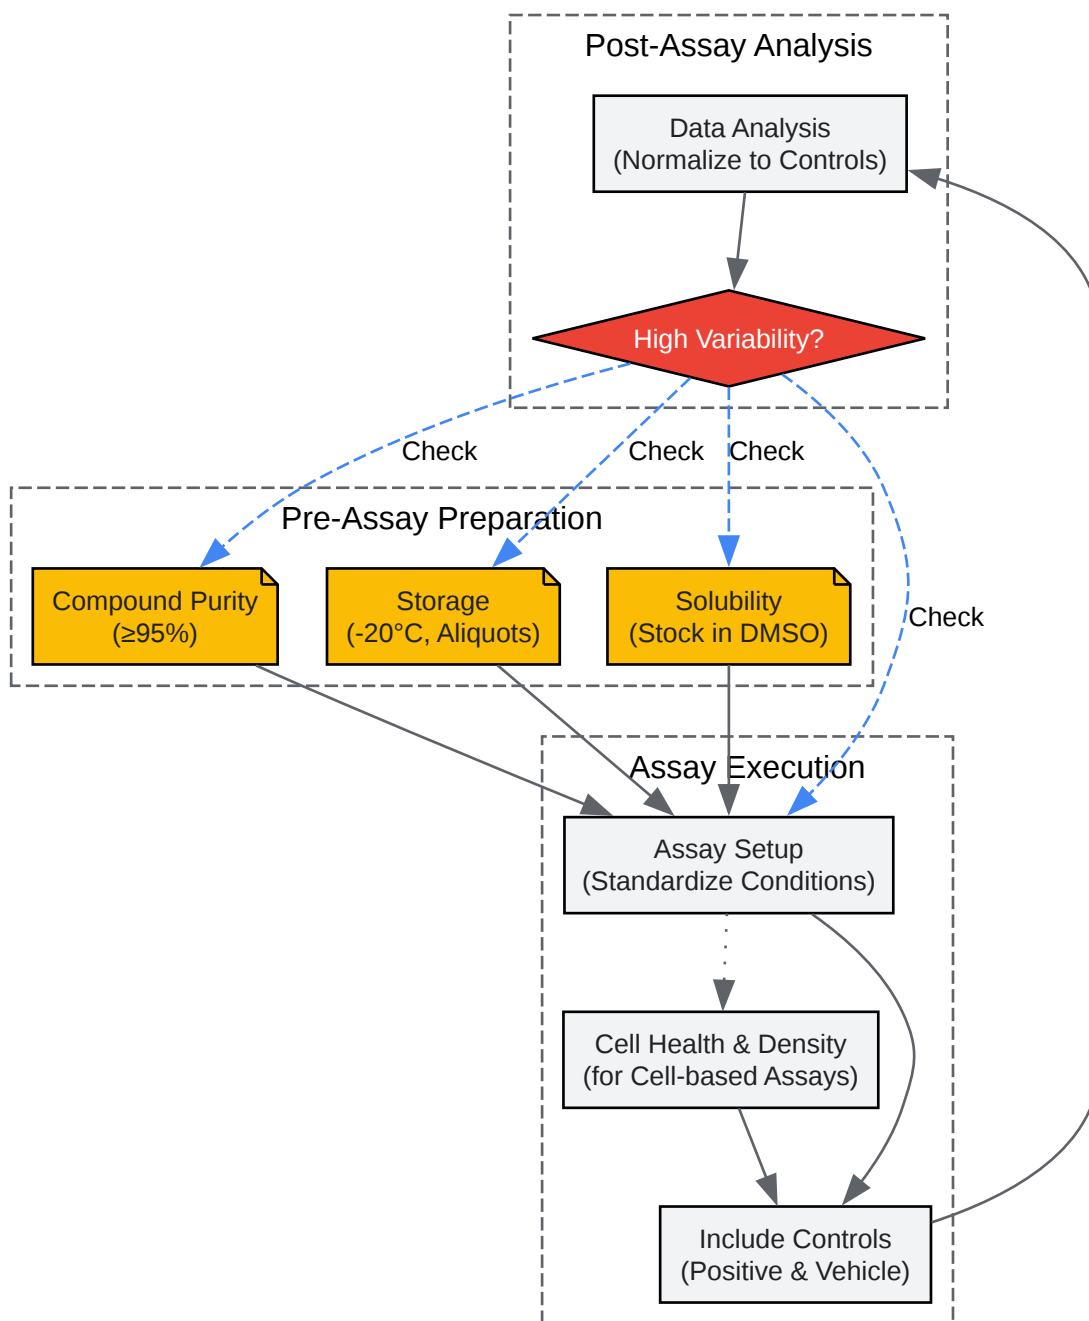 Post-Assay Analysis
Data Analysis
(Normalize to Controls)
High Variability?
Check
Check
Check
Pre-Assay Preparation
Compound Purity
(≥95%)
Storage
(-20°C, Aliquots)
Solubility
(Stock in DMSO)
Check
Assay Execution
Assay Setup
(Standardize Conditions)
Cell Health & Density
(for Cell-based Assays)
Include Controls
(Positive & Vehicle)